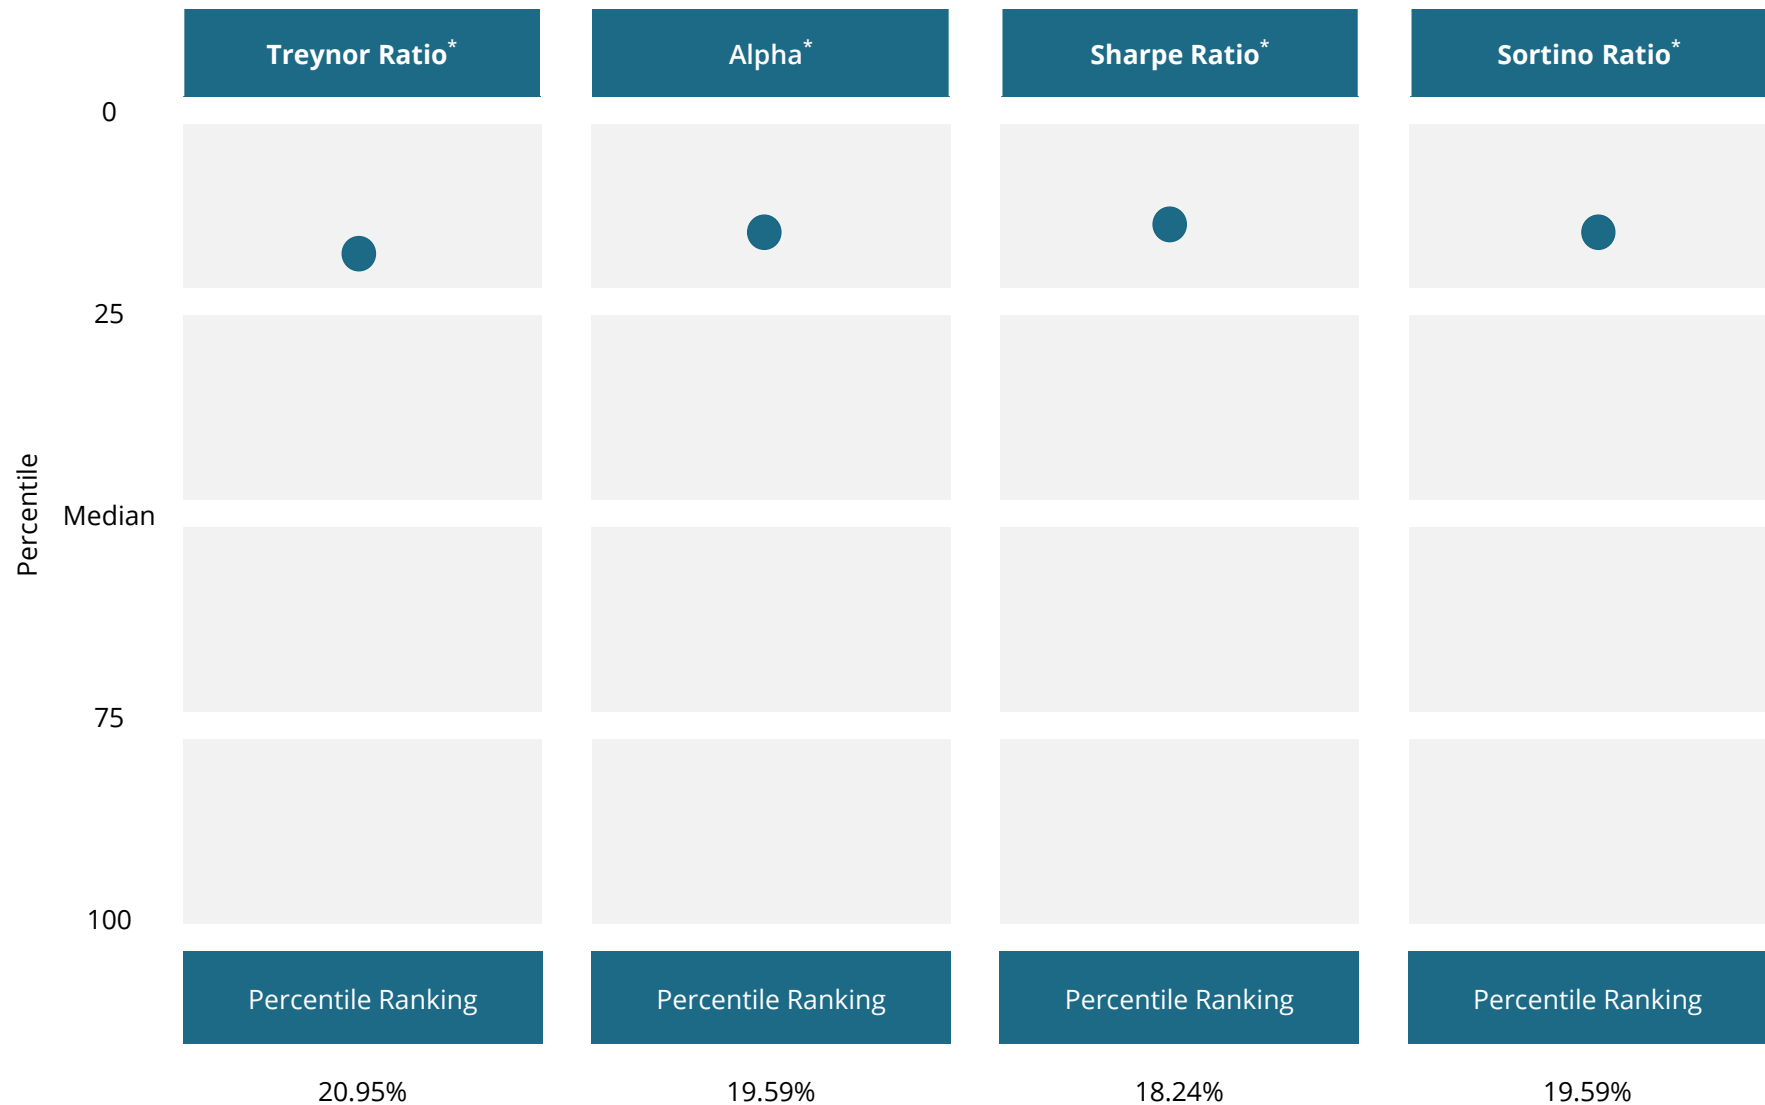 Treynor Ratio*
Alpha*
Sharpe Ratio*
Sortino Ratio*
0
25
Median
75
100
Percentile
Percentile Ranking
Percentile Ranking
Percentile Ranking
Percentile Ranking
20.95%
19.59%
18.24%
19.59%